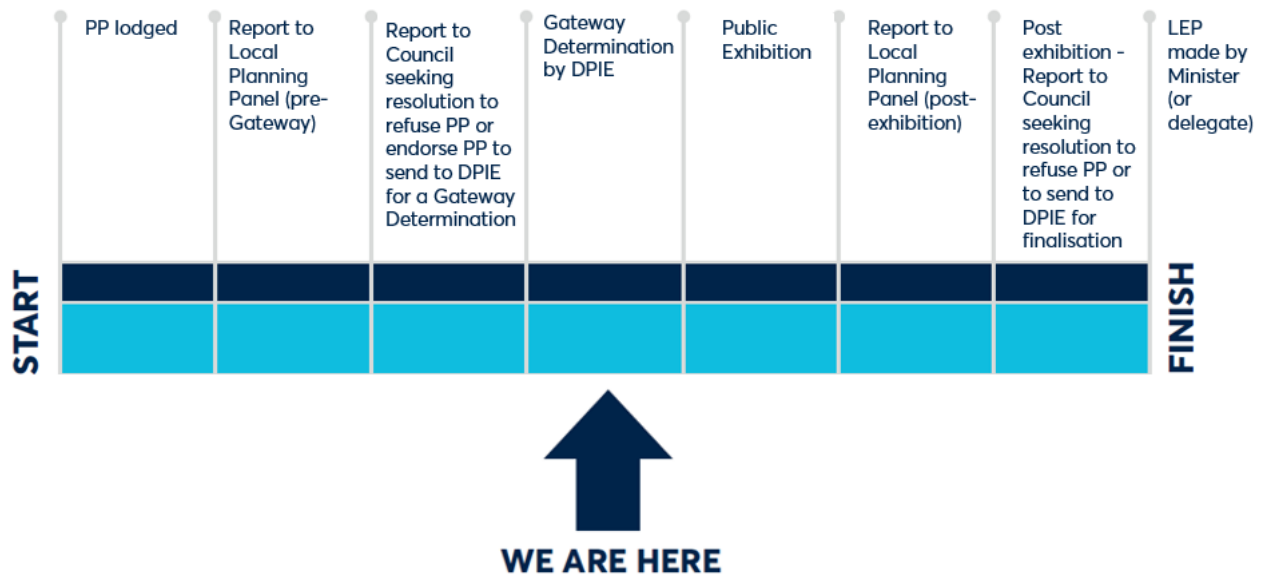 PP lodged
Report to
Local
Planning
Panel (pre-
Gateway)
Report to
Council
seeking
resolution to
refuse PP or
endorse PP to
send to DPIE
for a Gateway
Determination
Gateway
Determination
by DPIE
Public
Exhibition
Report to
Local
Planning
Panel (post-
exhibition)
Post
exhibition -
Report to
Council
seeking
resolution to
refuse PP or
to send to
DPIE for
finalisation
LEP
made by
Minister
(or
delegate)
START
FINISH
WE ARE HERE